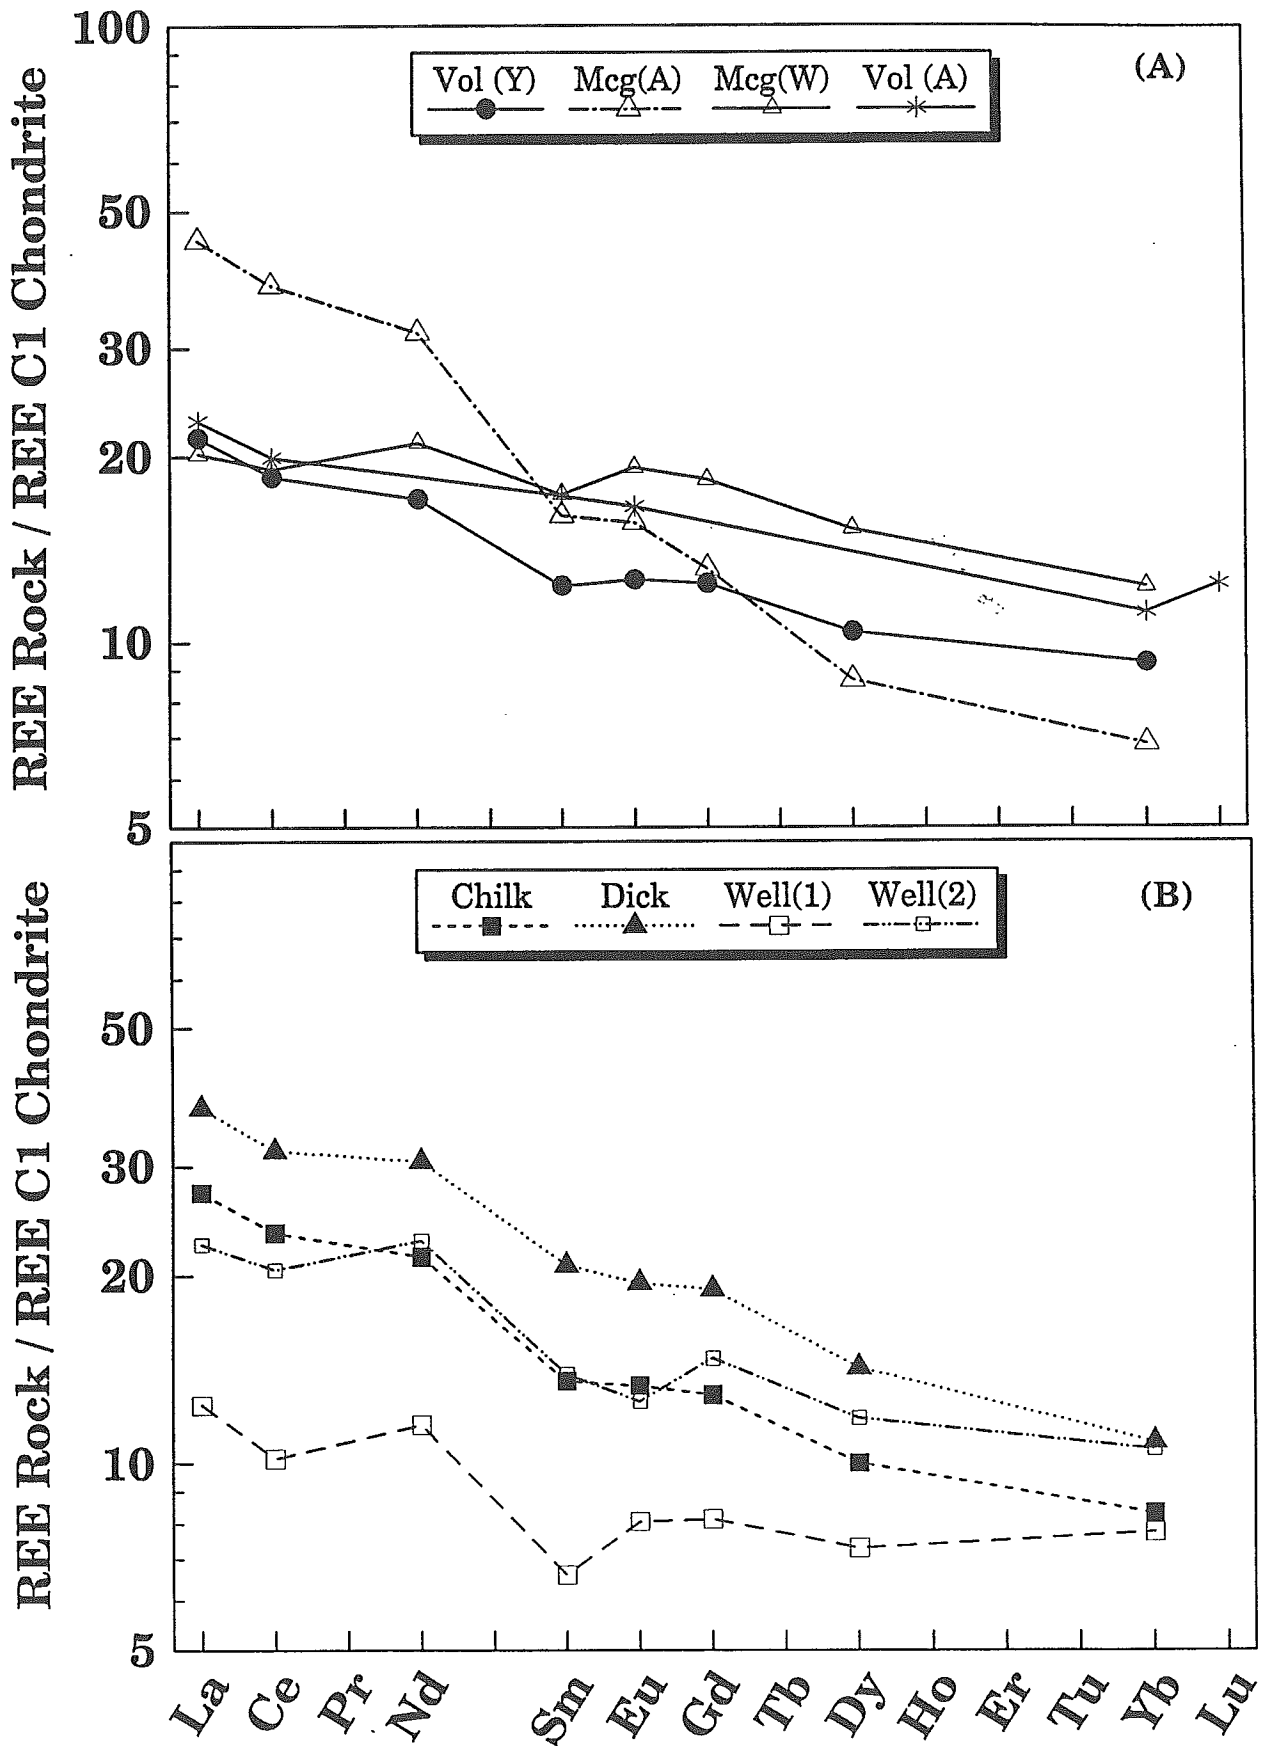 100
50
30
20
10
5
REE Rock / REE C1 Chondrite
Vol (Y) Mcg(A) Mcg(W) Vol (A)
(A)
50
30
20
10
5
REE Rock / REE C1 Chondrite
Chilk Dick Well(1) Well(2)
(B)
La Ce Pr Nd Sm Eu Gd Tb Dy Ho Er Tu Yb Lu